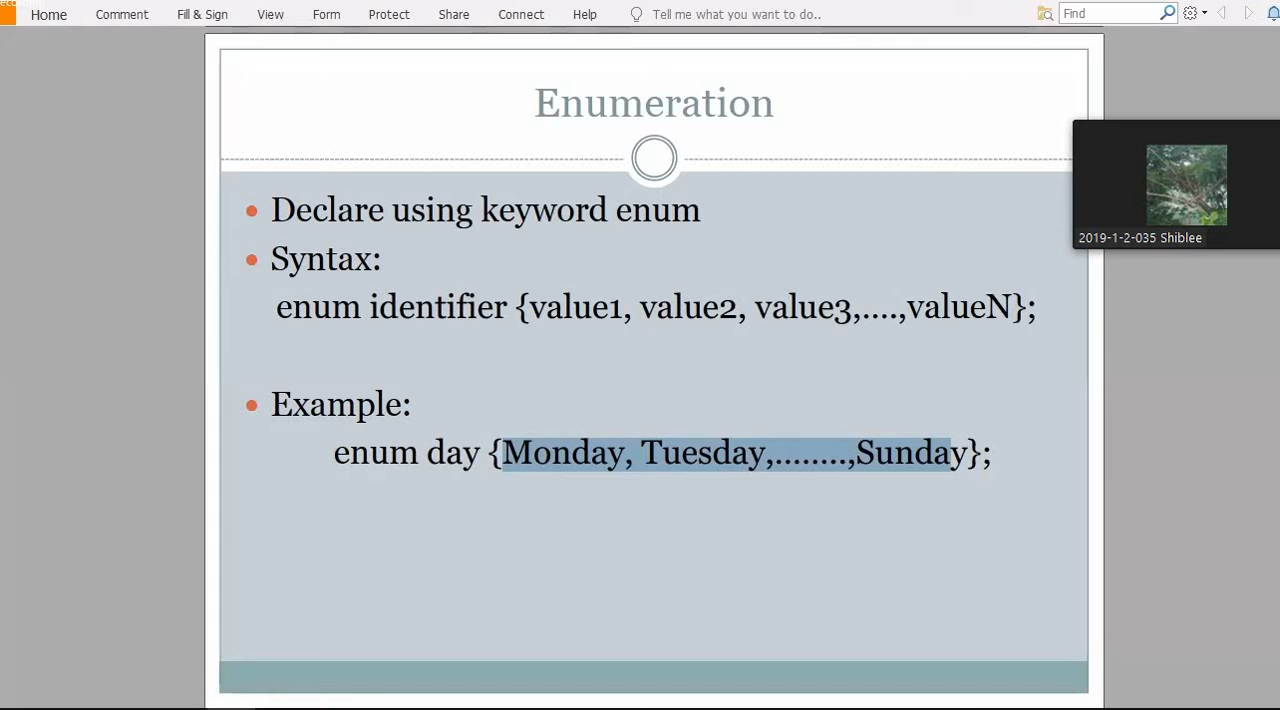 ecording
Home Comment Fill & Sign View Form Protect Share Connect Help Tell me what you want to do.. Find
Enumeration
2019-1-2-035 Shiblee
• Declare using keyword enum
• Syntax:
enum identifier {value1, value2, value3,....,valueN};
• Example:
enum day {Monday, Tuesday,........,Sunday};